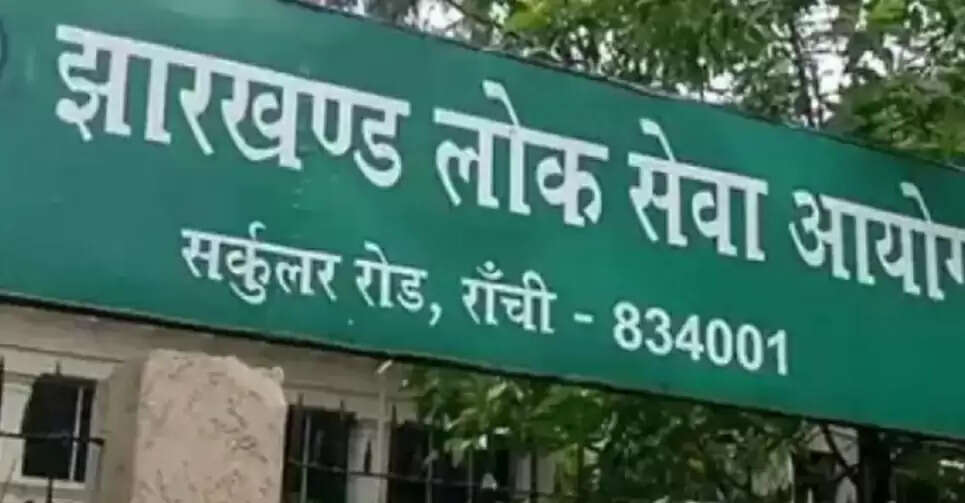 झारखण्ड लोक सेवा आयोग
सर्कुलर रोड, राँची - 834001